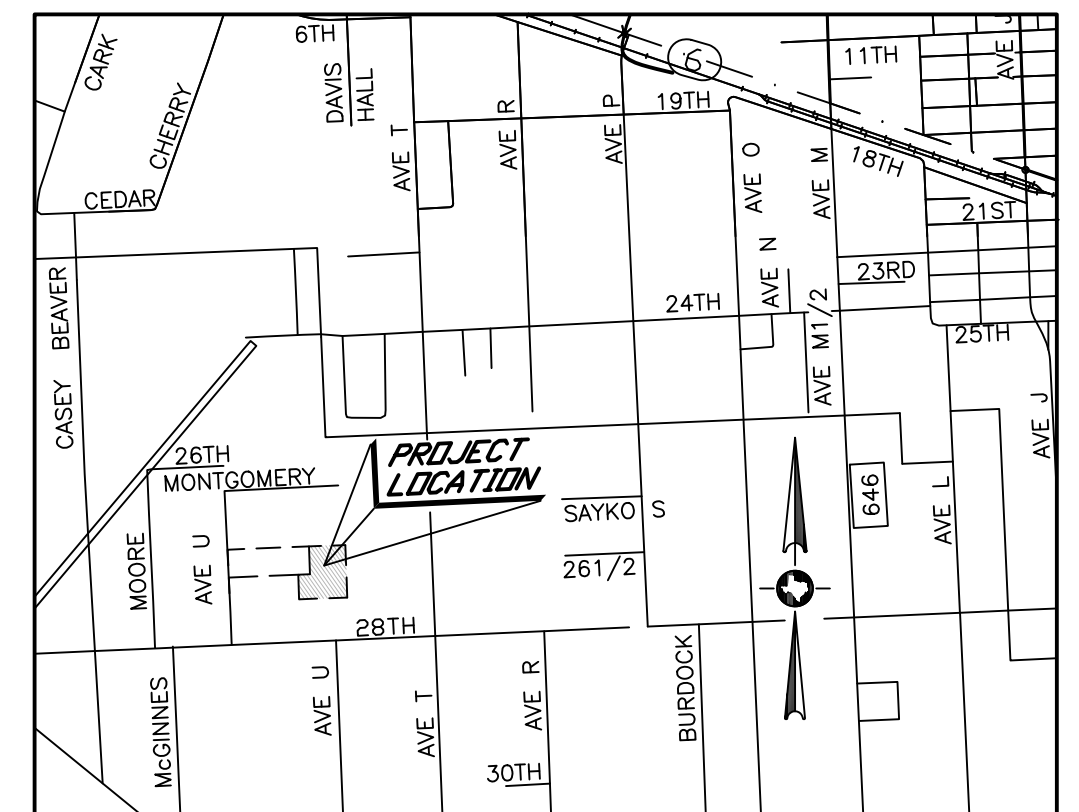 6TH
CARK
CHERRY
DAVIS
HALL
AVE T
AVE R
AVE P
19TH
6
11TH
AVE J
18TH
AVE O
AVE M
CEDAR
21ST
CASEY BEAVER
AVE N
23RD
24TH
AVE M1/2
25TH
AVE J
26TH
MONTGOMERY
PROJECT
LOCATION
SAYKO S
261/2
646
AVE L
MOORE
AVE U
28TH
McGINNES
AVE U
AVE T
AVE R
BURDOCK
30TH